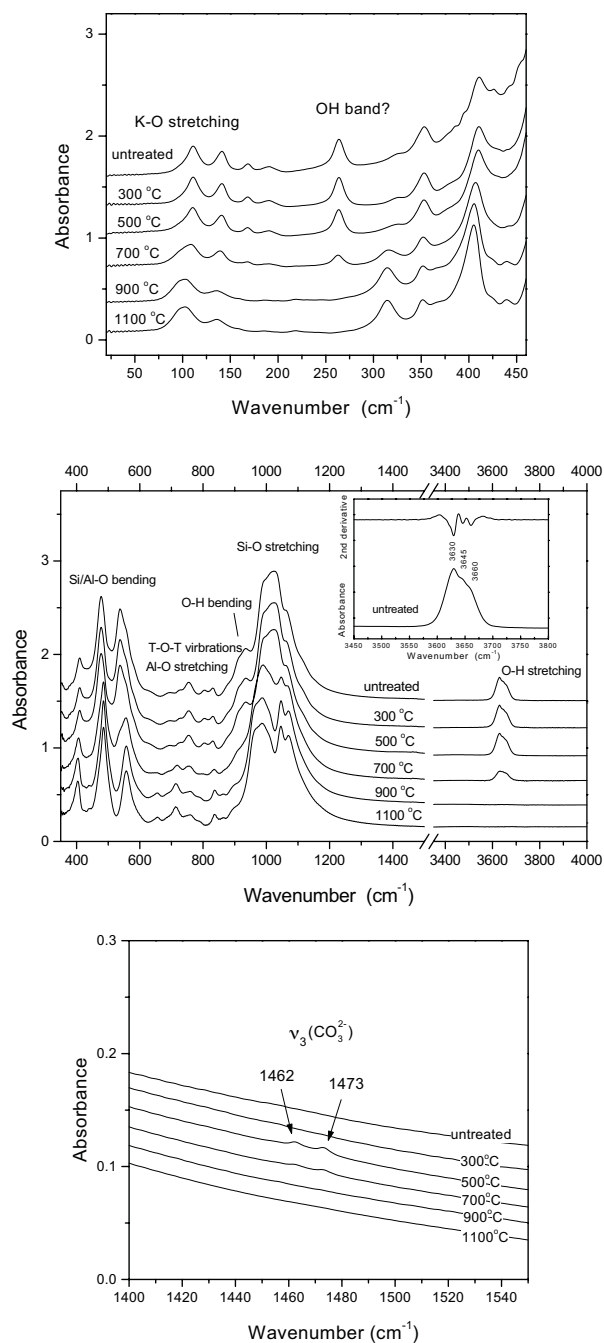 3
K-O stretching
OH band?
untreated
300 °C
500 °C
700 °C
900 °C
1100 °C
2
1
0
Absorbance
50 100 150 200 250 300 350 400 450
Wavenumber (cm⁻¹)
400 600 800 1000 1200 1400 3400 3600 3800 4000
3
2
1
0
Absorbance
Si/Al-O bending
Si-O stretching
O-H bending
T-O-T virbrations
Al-O stretching
2nd derivative
3630
3645
3660
Absorbance
untreated
3450 3500 3550 3600 3650 3700 3750 3800
Wavenumber (cm⁻¹)
O-H stretching
untreated
300 °C
500 °C
700 °C
900 °C
1100 °C
400 600 800 1000 1200 1400 3400 3600 3800 4000
Wavenumber (cm⁻¹)
0.3
0.2
0.1
0.0
Absorbance
ν₃(CO₃²⁻)
1462
1473
untreated
300°C
500°C
700°C
900°C
1100°C
1400 1420 1440 1460 1480 1500 1520 1540
Wavenumber (cm⁻¹)